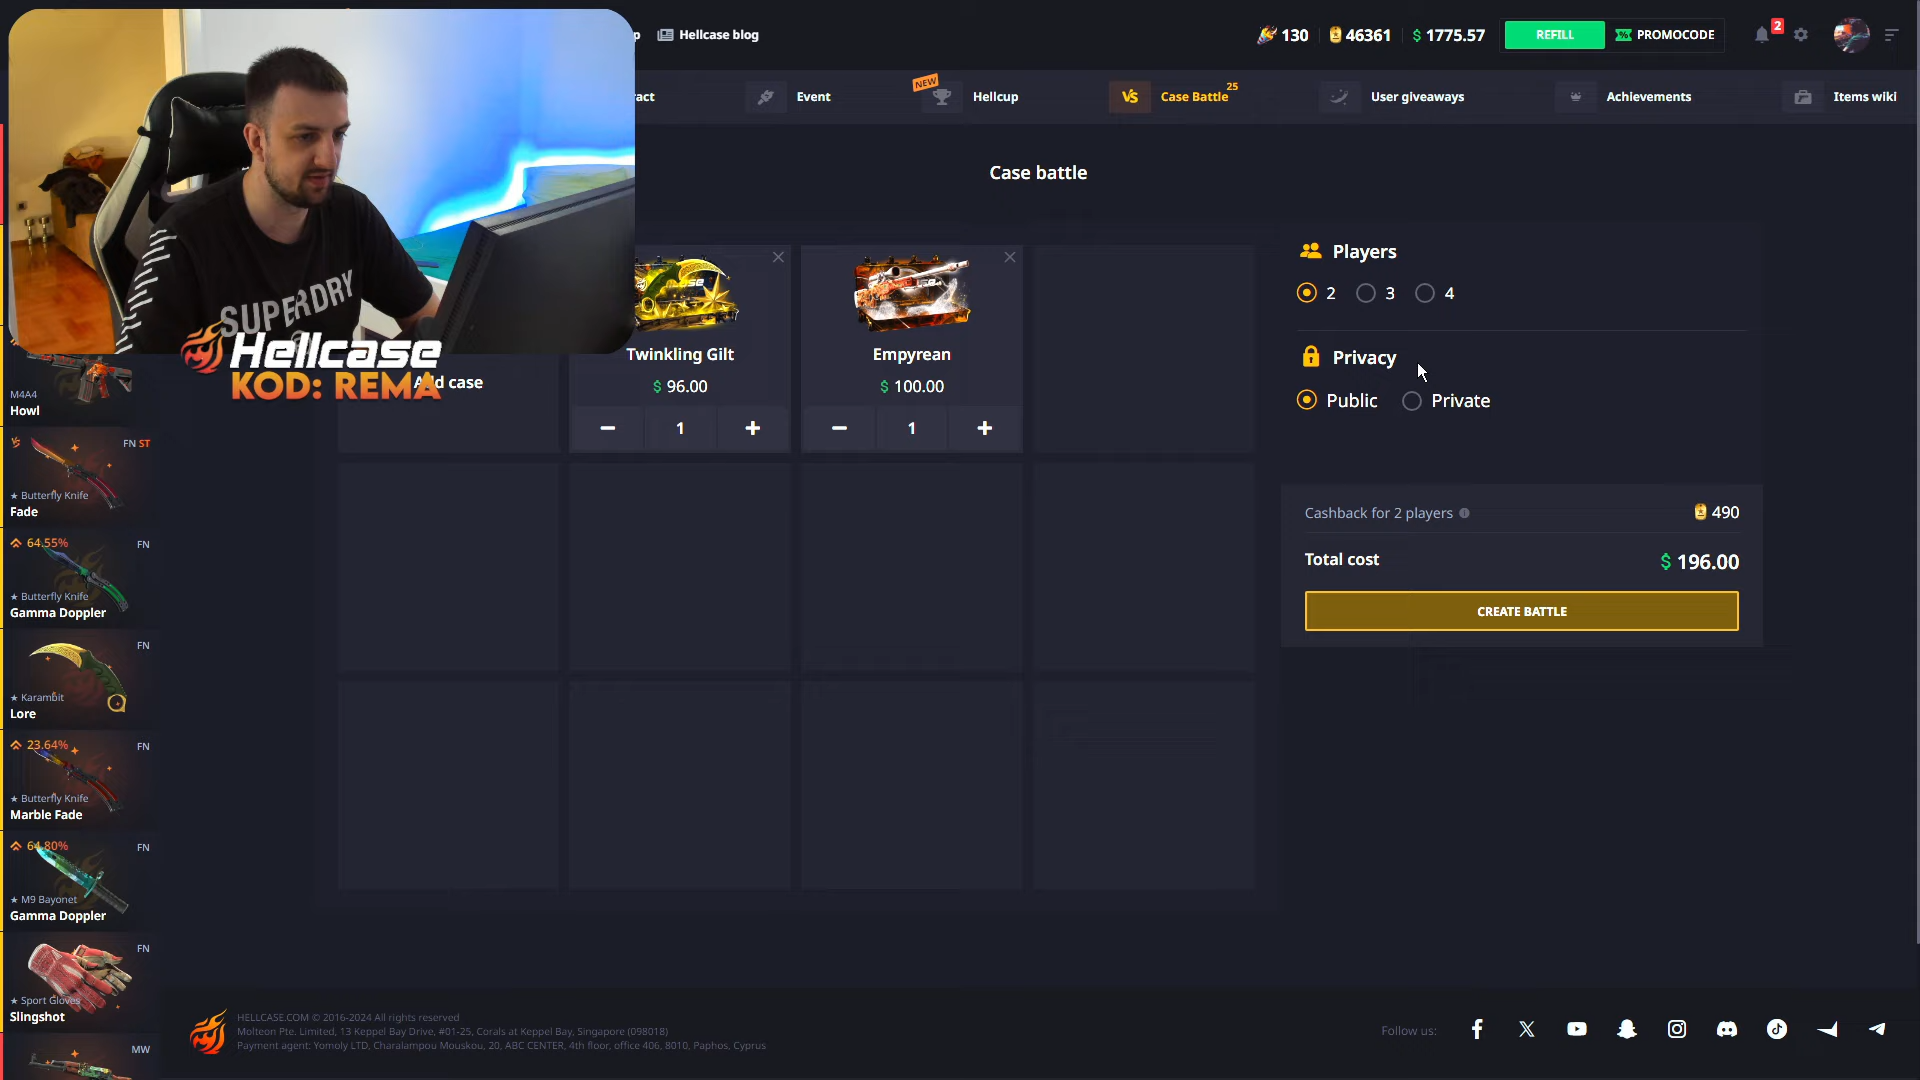 p
Hellcase blog
130
46361
$ 1775.57
REFILL
PROMOCODE
2
ract
Event
NEW
Hellcup
VS
Case Battle
25
User giveaways
Achievements
Items wiki
Case battle
SUPERDRY
Hellcase
KOD: REMA
Add case
Twinkling Gilt
$ 96.00
1
Empyrean
$ 100.00
1
Players
2
3
4
Privacy
Public
Private
Cashback for 2 players
490
Total cost
$ 196.00
CREATE BATTLE
M4A4
Howl
FN ST
★ Butterfly Knife
Fade
64.55%
FN
★ Butterfly Knife
Gamma Doppler
FN
★ Karambit
Lore
23.64%
FN
★ Butterfly Knife
Marble Fade
64.80%
FN
★ M9 Bayonet
Gamma Doppler
FN
★ Sport Gloves
Slingshot
MW
HELLCASE.COM © 2016-2024 All rights reserved
Molteon Pte. Limited, 13 Keppel Bay Drive, #01-25, Corals at Keppel Bay, Singapore (098018)
Payment agent: Yomoly LTD, Charalampou Mouskou, 20, ABC CENTER, 4th floor, office 406, 8010, Paphos, Cyprus
Follow us: